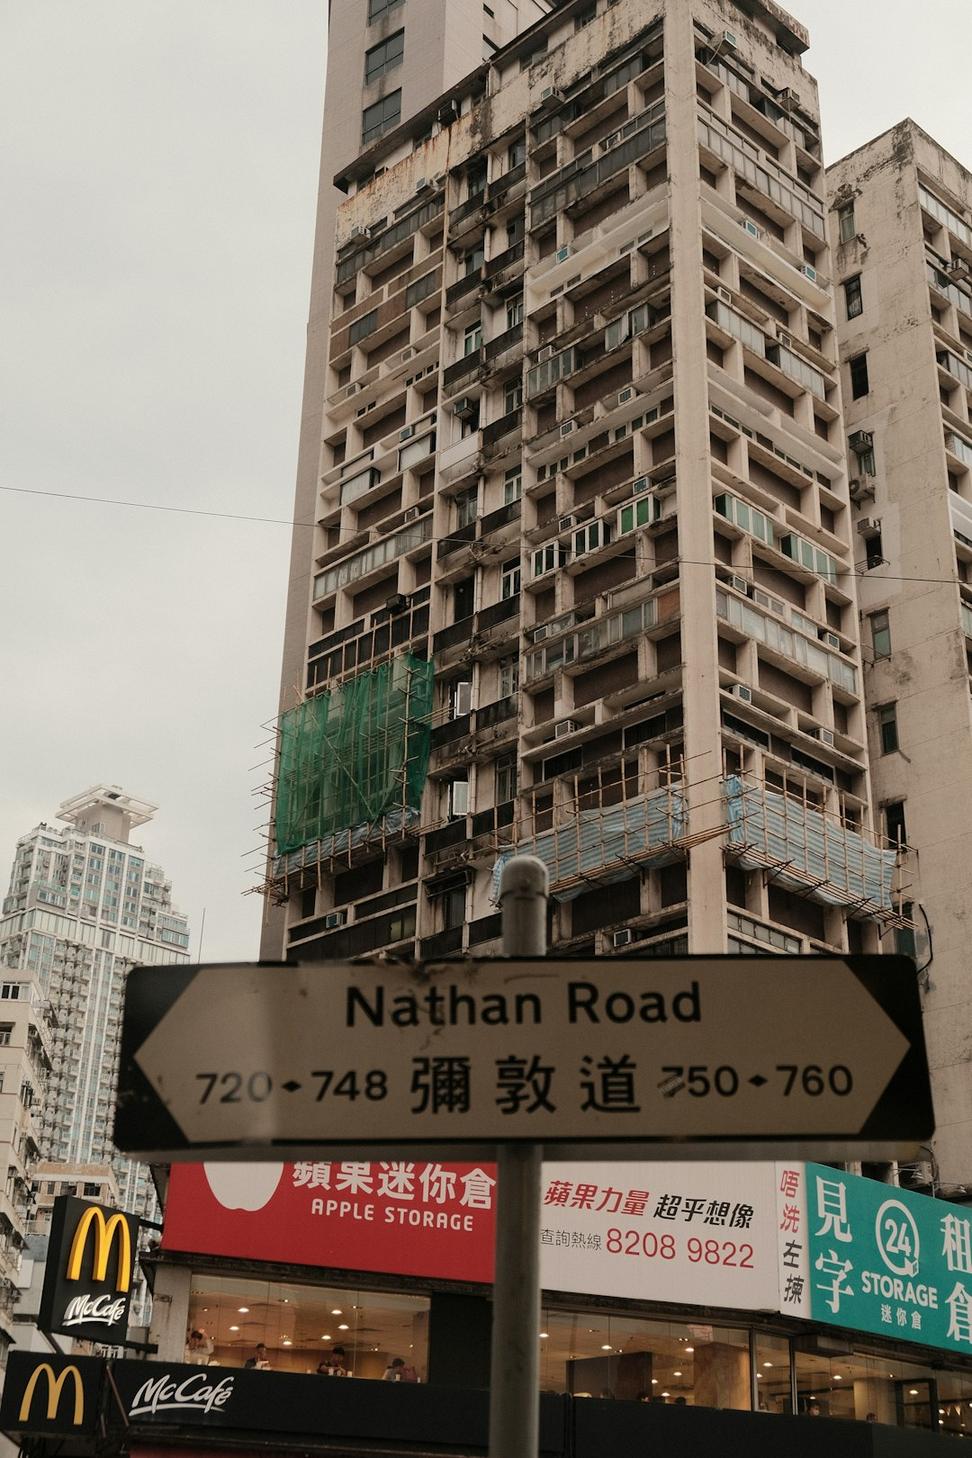 Nathan Road
720 748 彌敦道 750 760
蘋果迷你倉
APPLE STORAGE
蘋果力量 超乎想像
查詢熱線 8208 9822
唔洗左揀
見字
租倉
24
STORAGE
迷你倉
M
McCafé
M
McCafé